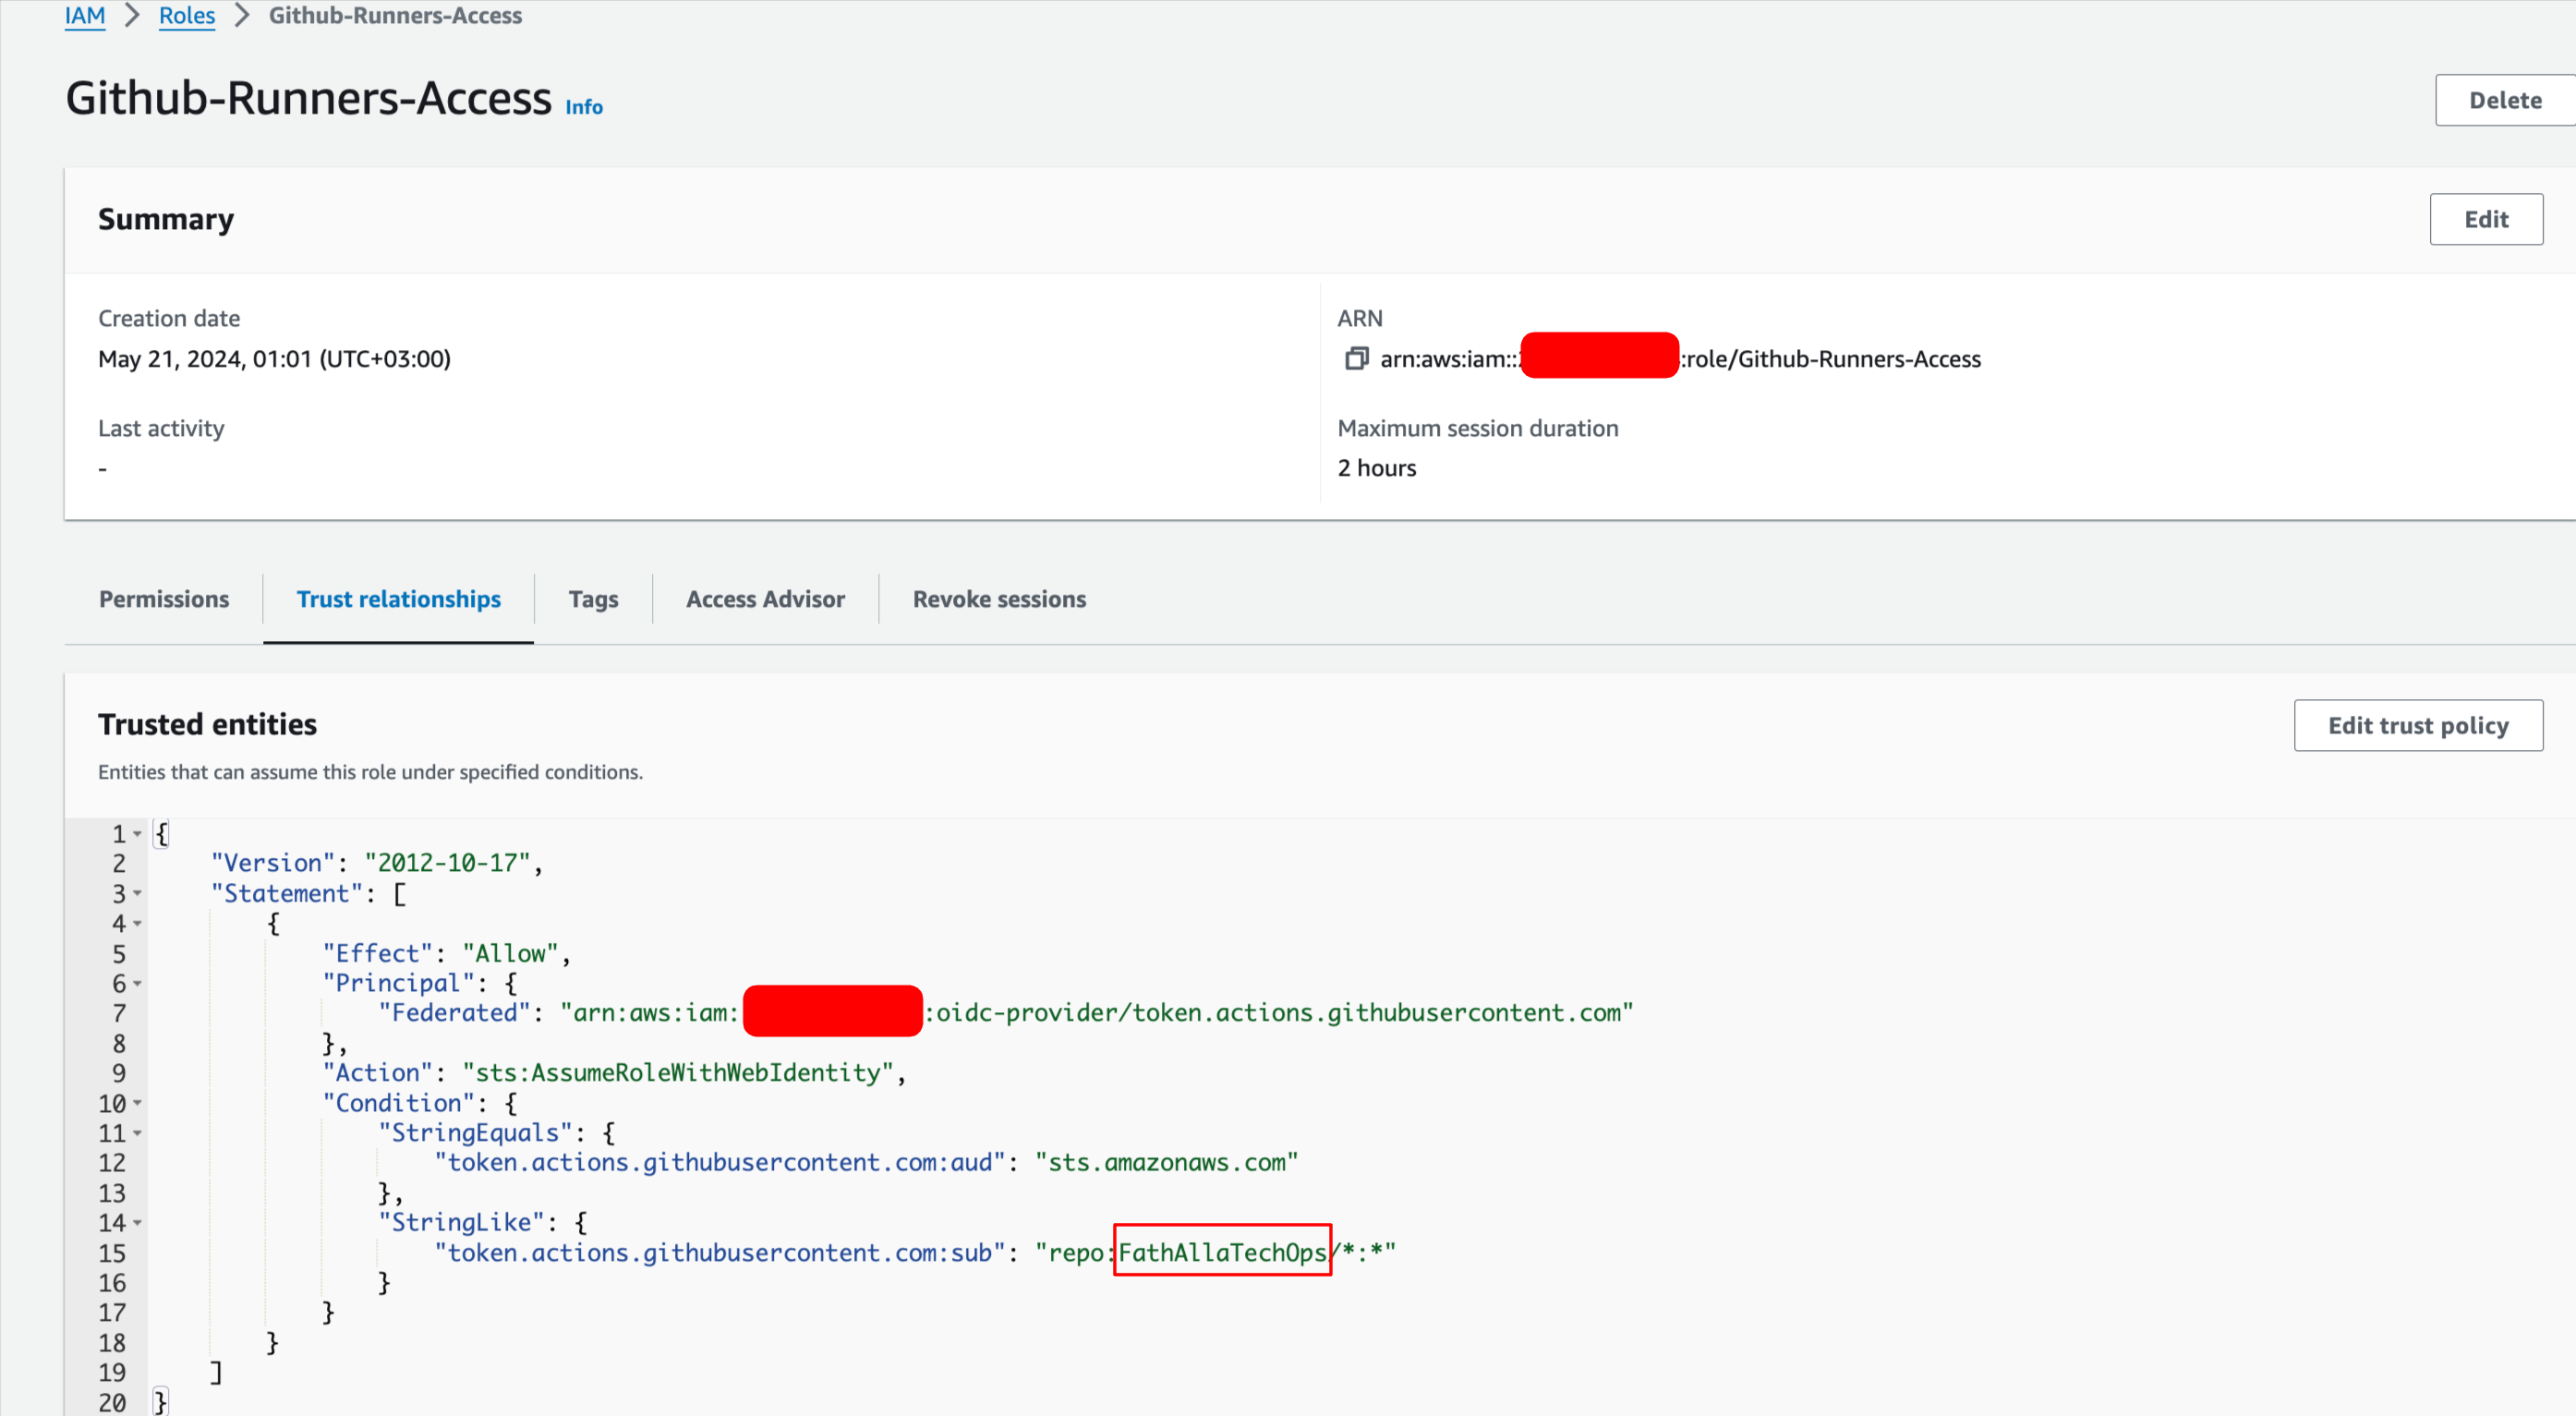 IAM > Roles > Github-Runners-Access
Github-Runners-Access Info
Delete
Summary
Edit
Creation date
May 21, 2024, 01:01 (UTC+03:00)
ARN
arn:aws:iam:: :role/Github-Runners-Access
Last activity
-
Maximum session duration
2 hours
Permissions
Trust relationships
Tags
Access Advisor
Revoke sessions
Trusted entities
Edit trust policy
Entities that can assume this role under specified conditions.
1 {
2 "Version": "2012-10-17",
3 "Statement": [
4 {
5 "Effect": "Allow",
6 "Principal": {
7 "Federated": "arn:aws:iam: :oidc-provider/token.actions.githubusercontent.com"
8 },
9 "Action": "sts:AssumeRoleWithWebIdentity",
10 "Condition": {
11 "StringEquals": {
12 "token.actions.githubusercontent.com:aud": "sts.amazonaws.com"
13 },
14 "StringLike": {
15 "token.actions.githubusercontent.com:sub": "repo:FathAllaTechOps/*:*"
16 }
17 }
18 }
19 ]
20 }